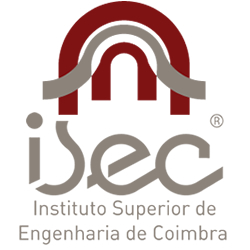 isec®
Instituto Superior de
Engenharia de Coimbra